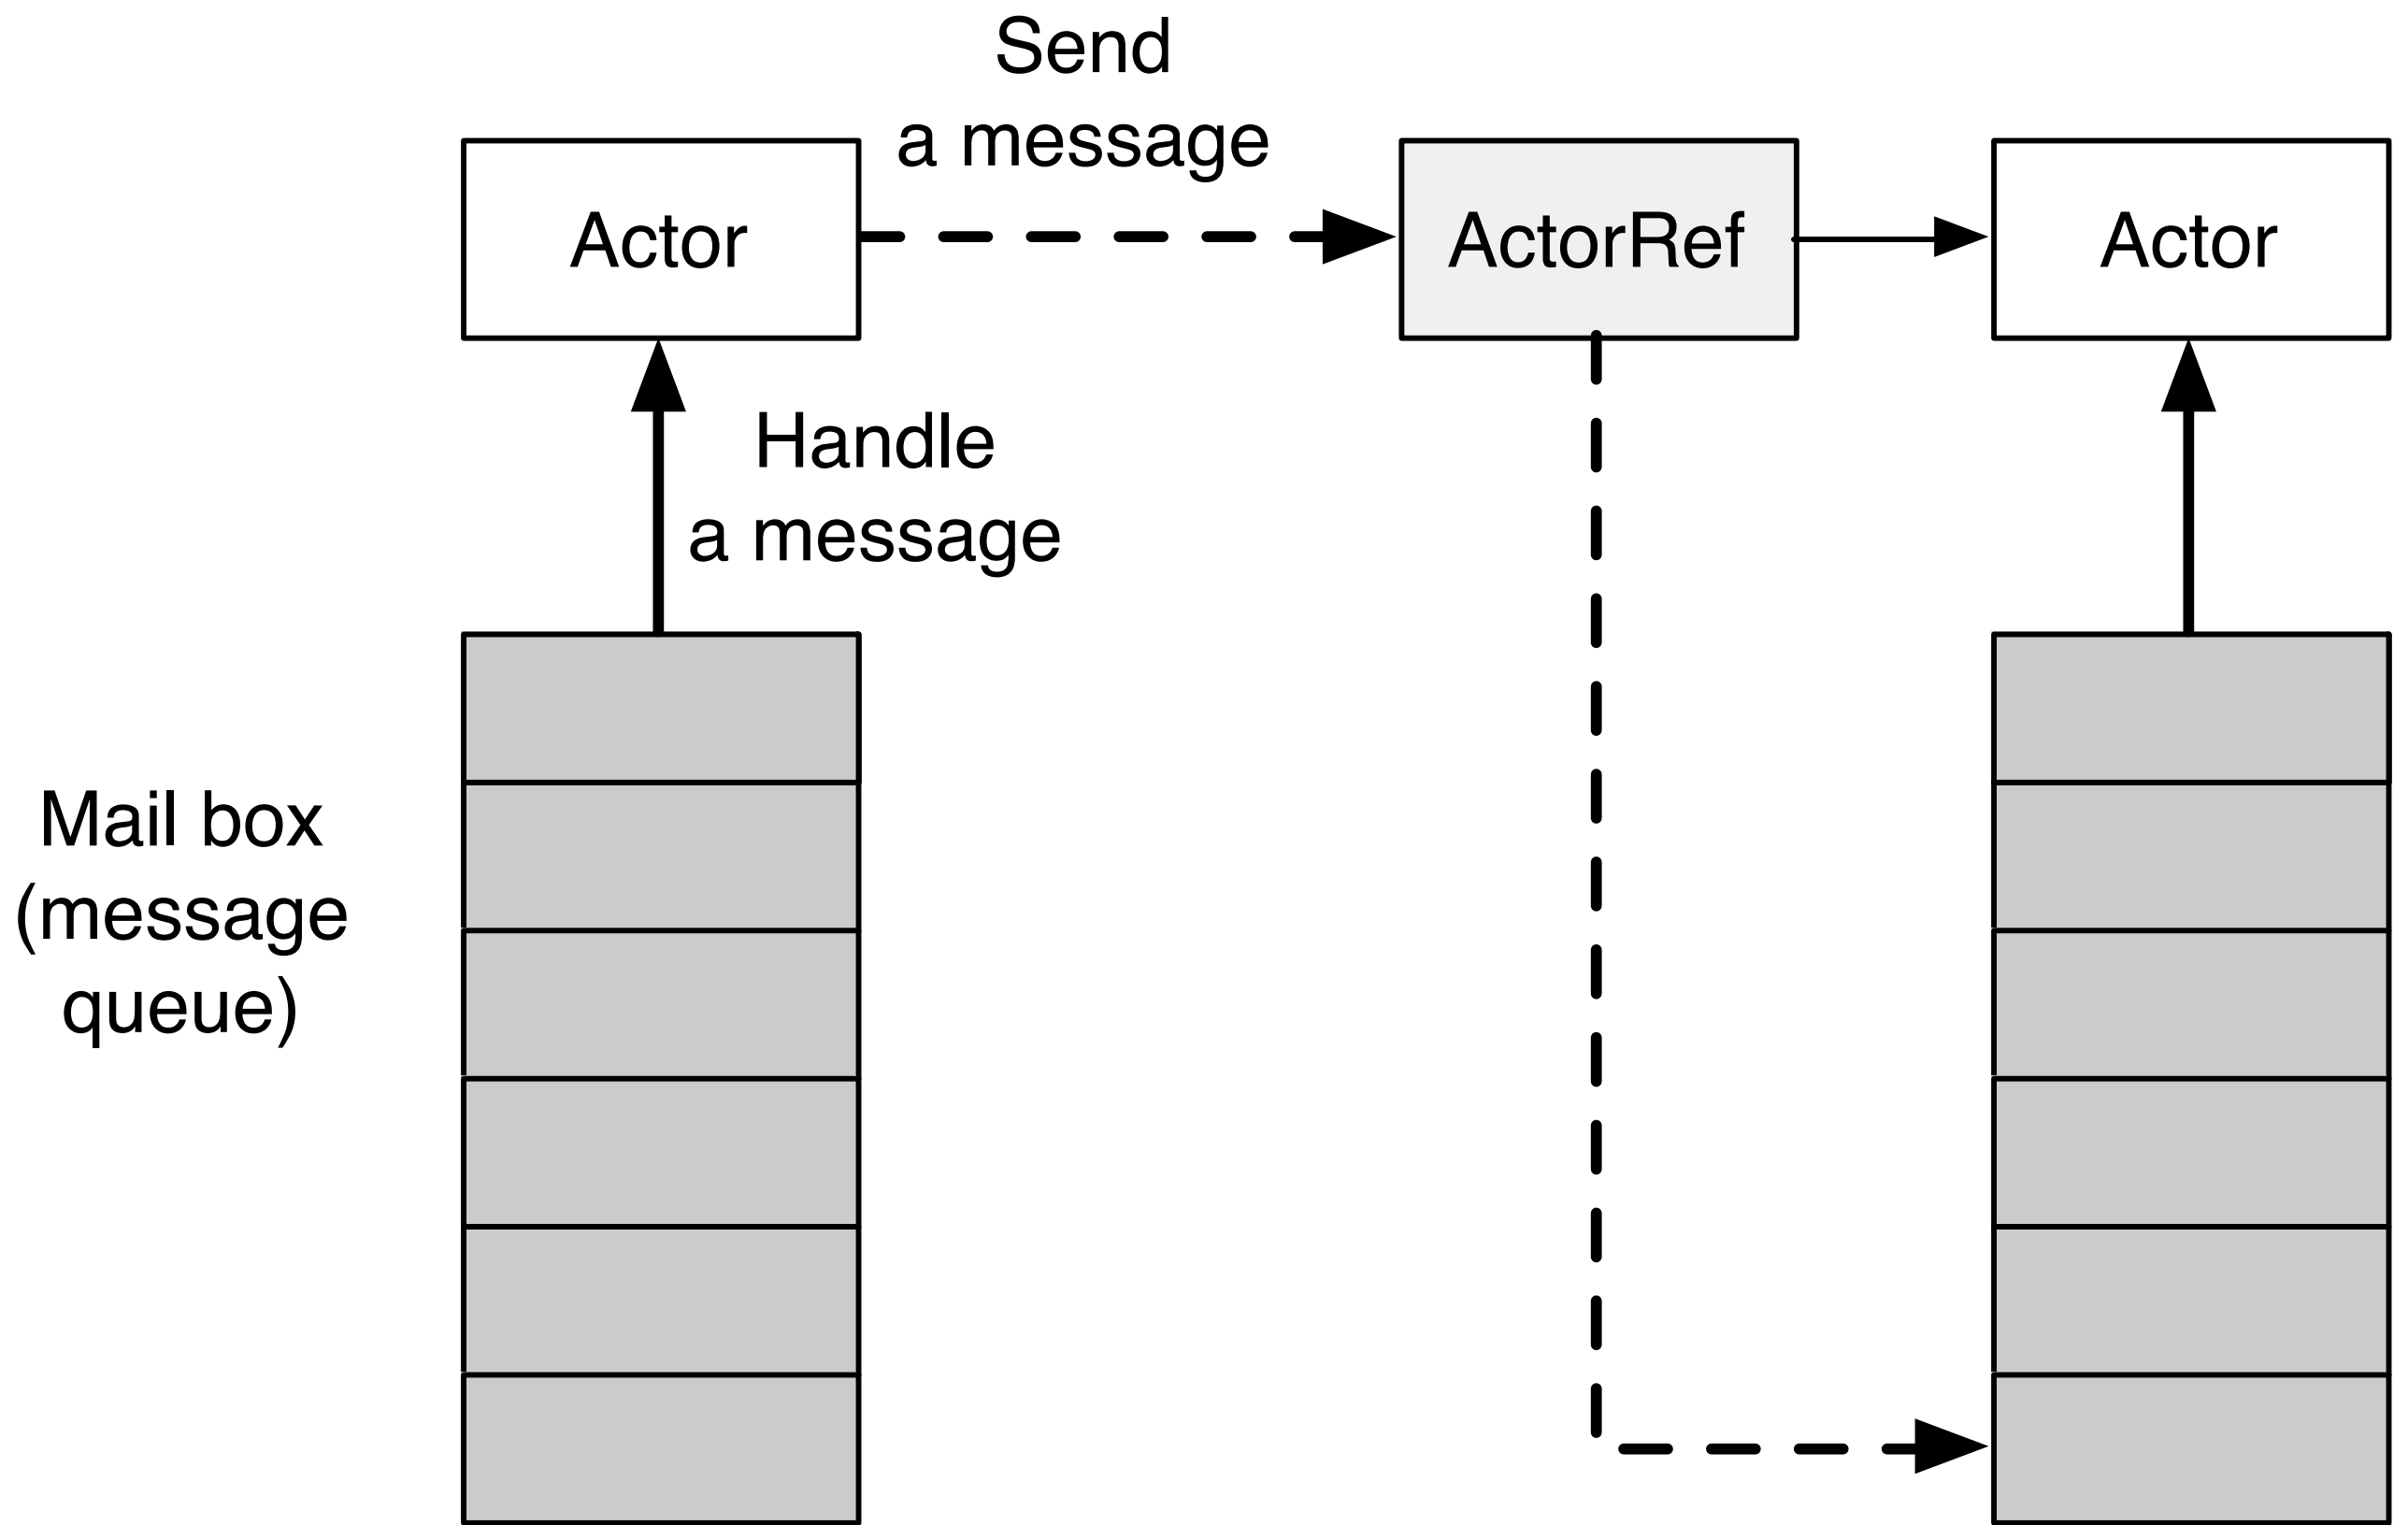 Send
a message
Actor
ActorRef
Actor
Handle
a message
Mail box
(message
queue)